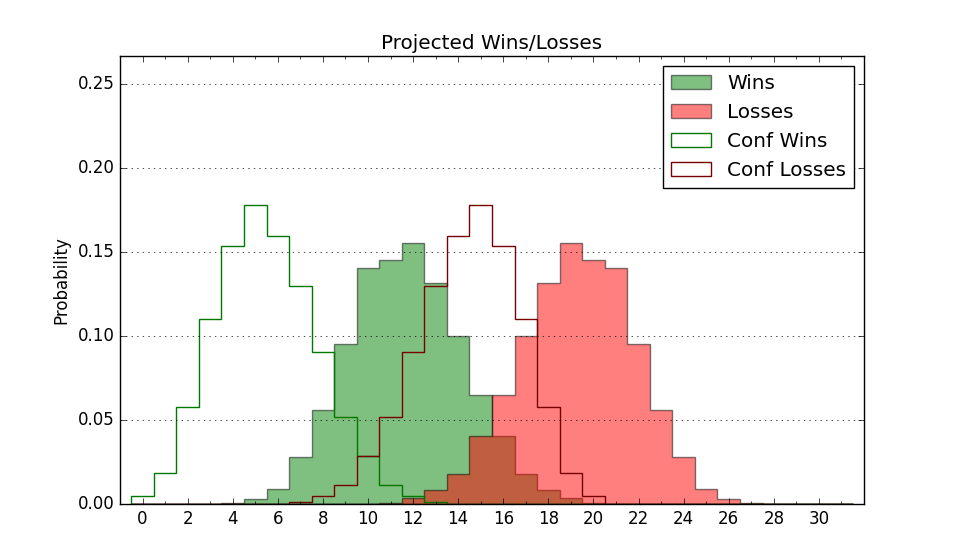 Projected Wins/Losses
Wins
Losses
Conf Wins
Conf Losses
Probability
0.25
0.20
0.15
0.10
0.05
0.00
0 2 4 6 8 10 12 14 16 18 20 22 24 26 28 30